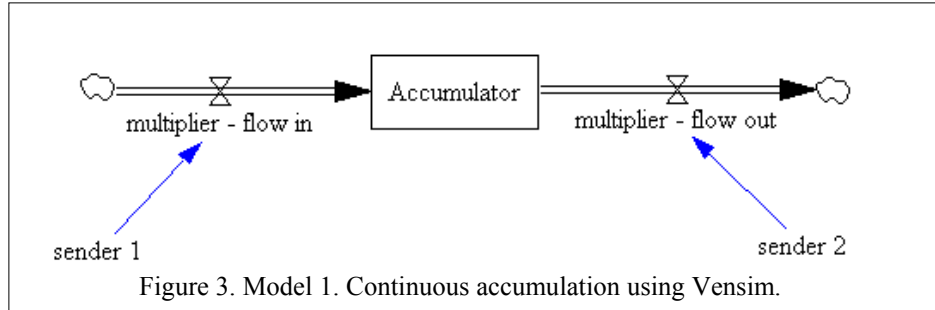 Accumulator
multiplier - flow in
multiplier - flow out
sender 1
sender 2
Figure 3. Model 1. Continuous accumulation using Vensim.